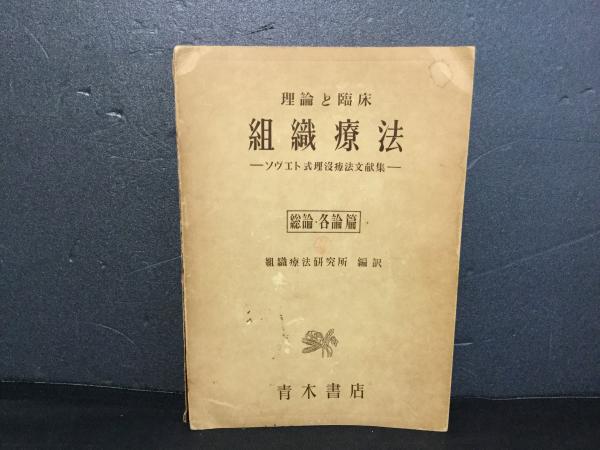 理論と臨床
組織療法
―ソヴエト式埋没療法文献集―
総論・各論篇
組織療法研究所 編訳
青木書店